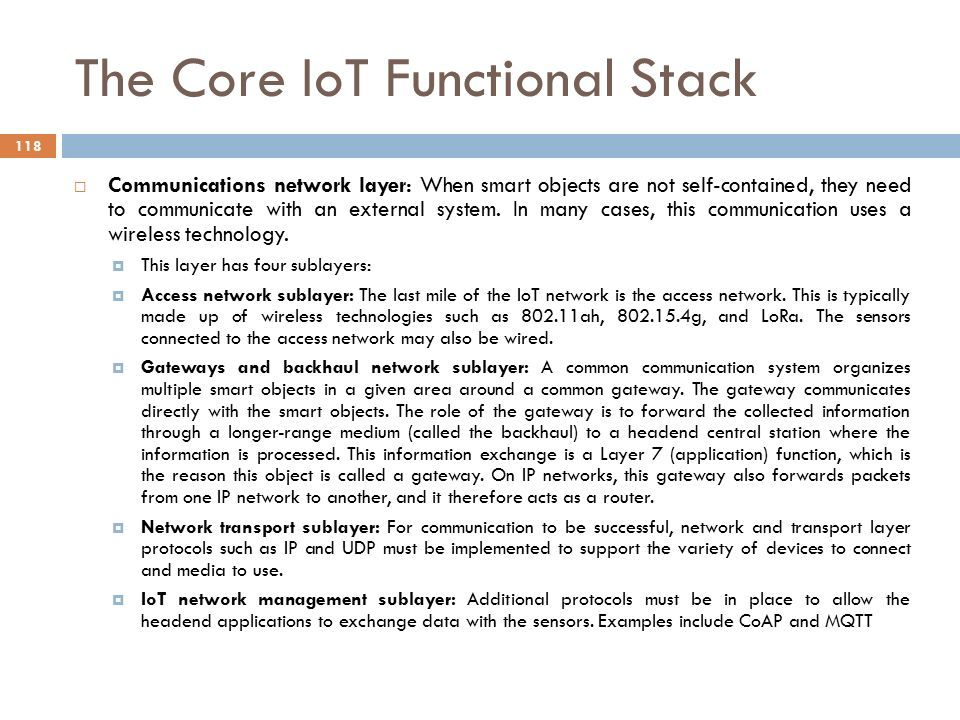 The Core IoT Functional Stack
118
Communications network layer: When smart objects are not self-contained, they need
to communicate with an external system. In many cases, this communication uses a
wireless technology.
This layer has four sublayers:
Access network sublayer: The last mile of the IoT network is the access network. This is typically
made up of wireless technologies such as 802.11ah, 802.15.4g, and LoRa. The sensors
connected to the access network may also be wired.
Gateways and backhaul network sublayer: A common communication system organizes
multiple smart objects in a given area around a common gateway. The gateway communicates
directly with the smart objects. The role of the gateway is to forward the collected information
through a longer-range medium (called the backhaul) to a headend central station where the
information is processed. This information exchange is a Layer 7 (application) function, which is
the reason this object is called a gateway. On IP networks, this gateway also forwards packets
from one IP network to another, and it therefore acts as a router.
Network transport sublayer: For communication to be successful, network and transport layer
protocols such as IP and UDP must be implemented to support the variety of devices to connect
and media to use.
IoT network management sublayer: Additional protocols must be in place to allow the
headend applications to exchange data with the sensors. Examples include CoAP and MQTT